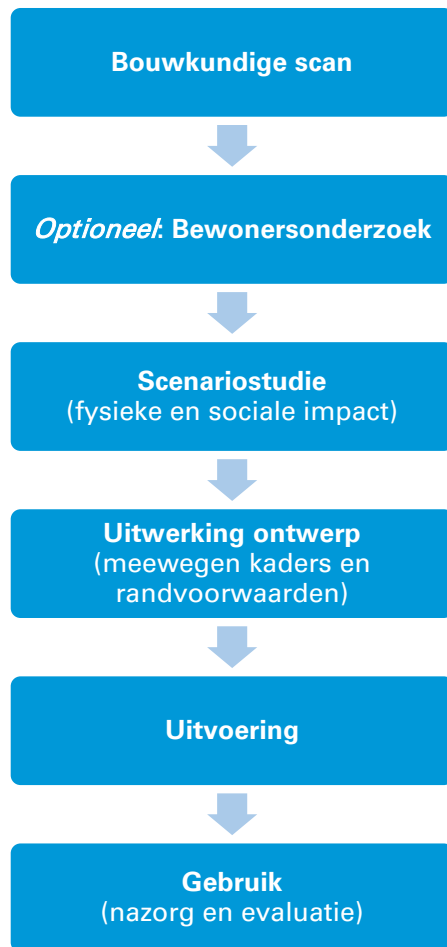 Bouwkundige scan
Optioneel: Bewonersonderzoek
Scenariostudie
(fysieke en sociale impact)
Uitwerking ontwerp
(meewegen kaders en
randvoorwaarden)
Uitvoering
Gebruik
(nazorg en evaluatie)